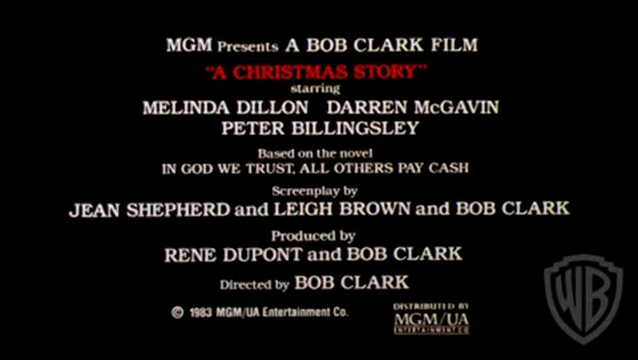 MGM Presents A BOB CLARK FILM
"A CHRISTMAS STORY"
starring
MELINDA DILLON DARREN McGAVIN
PETER BILLINGSLEY
Based on the novel
IN GOD WE TRUST, ALL OTHERS PAY CASH
Screenplay by
JEAN SHEPHERD and LEIGH BROWN and BOB CLARK
Produced by
RENE DUPONT and BOB CLARK
Directed by BOB CLARK
© 1983 MGM/UA Entertainment Co.
DISTRIBUTED BY
MGM/UA
ENTERTAINMENT CO
WB